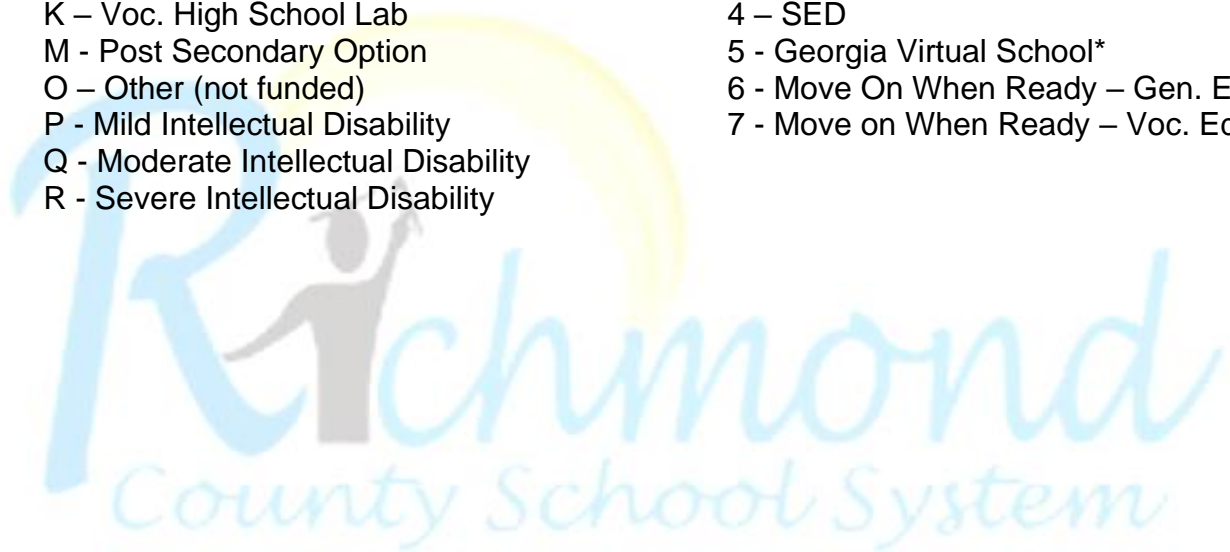 K – Voc. High School Lab
M - Post Secondary Option
O – Other (not funded)
P - Mild Intellectual Disability
Q - Moderate Intellectual Disability
R - Severe Intellectual Disability
4 – SED
5 - Georgia Virtual School*
6 - Move On When Ready – Gen. E
7 - Move on When Ready – Voc. Ec
Richmond
County School System